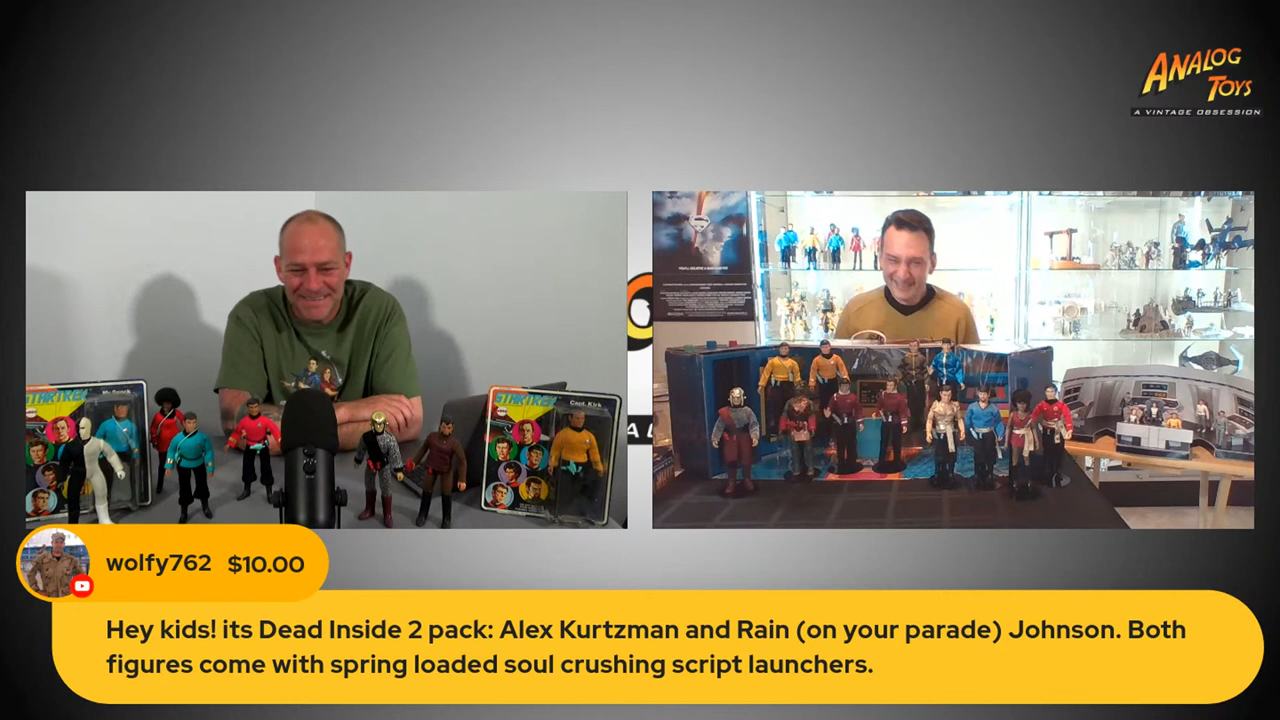 ANALOG
TOYS
A VINTAGE OBSESSION
STAR TREK
Mr. Spock
STAR TREK
Capt. Kirk
wolfy762 $10.00
Hey kids! its Dead Inside 2 pack: Alex Kurtzman and Rain (on your parade) Johnson. Both
figures come with spring loaded soul crushing script launchers.